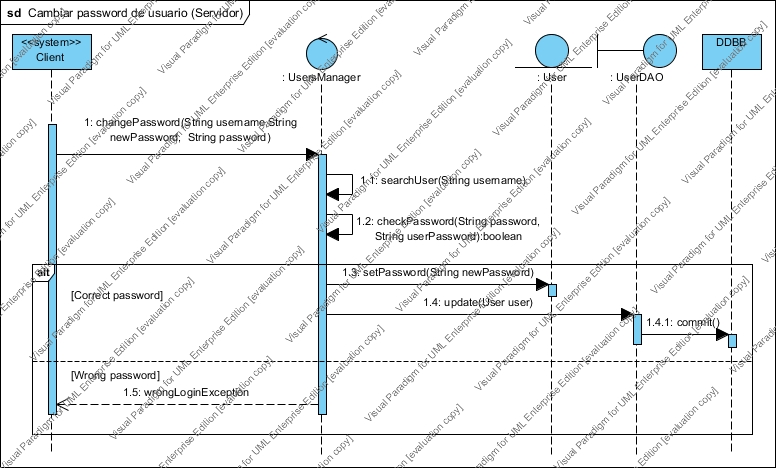 sd Cambiar password de usuario (Servidor)
<<system>>
Client
: UsersManager
: User
: UserDAO
DDBB
1: changePassword(String username,String
newPassword, String password)
1.1: searchUser(String username)
1.2: checkPassword(String password,
String userPassword):boolean
alt
1.3: setPassword(String newPassword)
[Correct password]
1.4: update(User user)
1.4.1: commit()
[Wrong password]
1.5: wrongLoginException
Visual Paradigm for UML Enterprise Edition [evaluation copy]